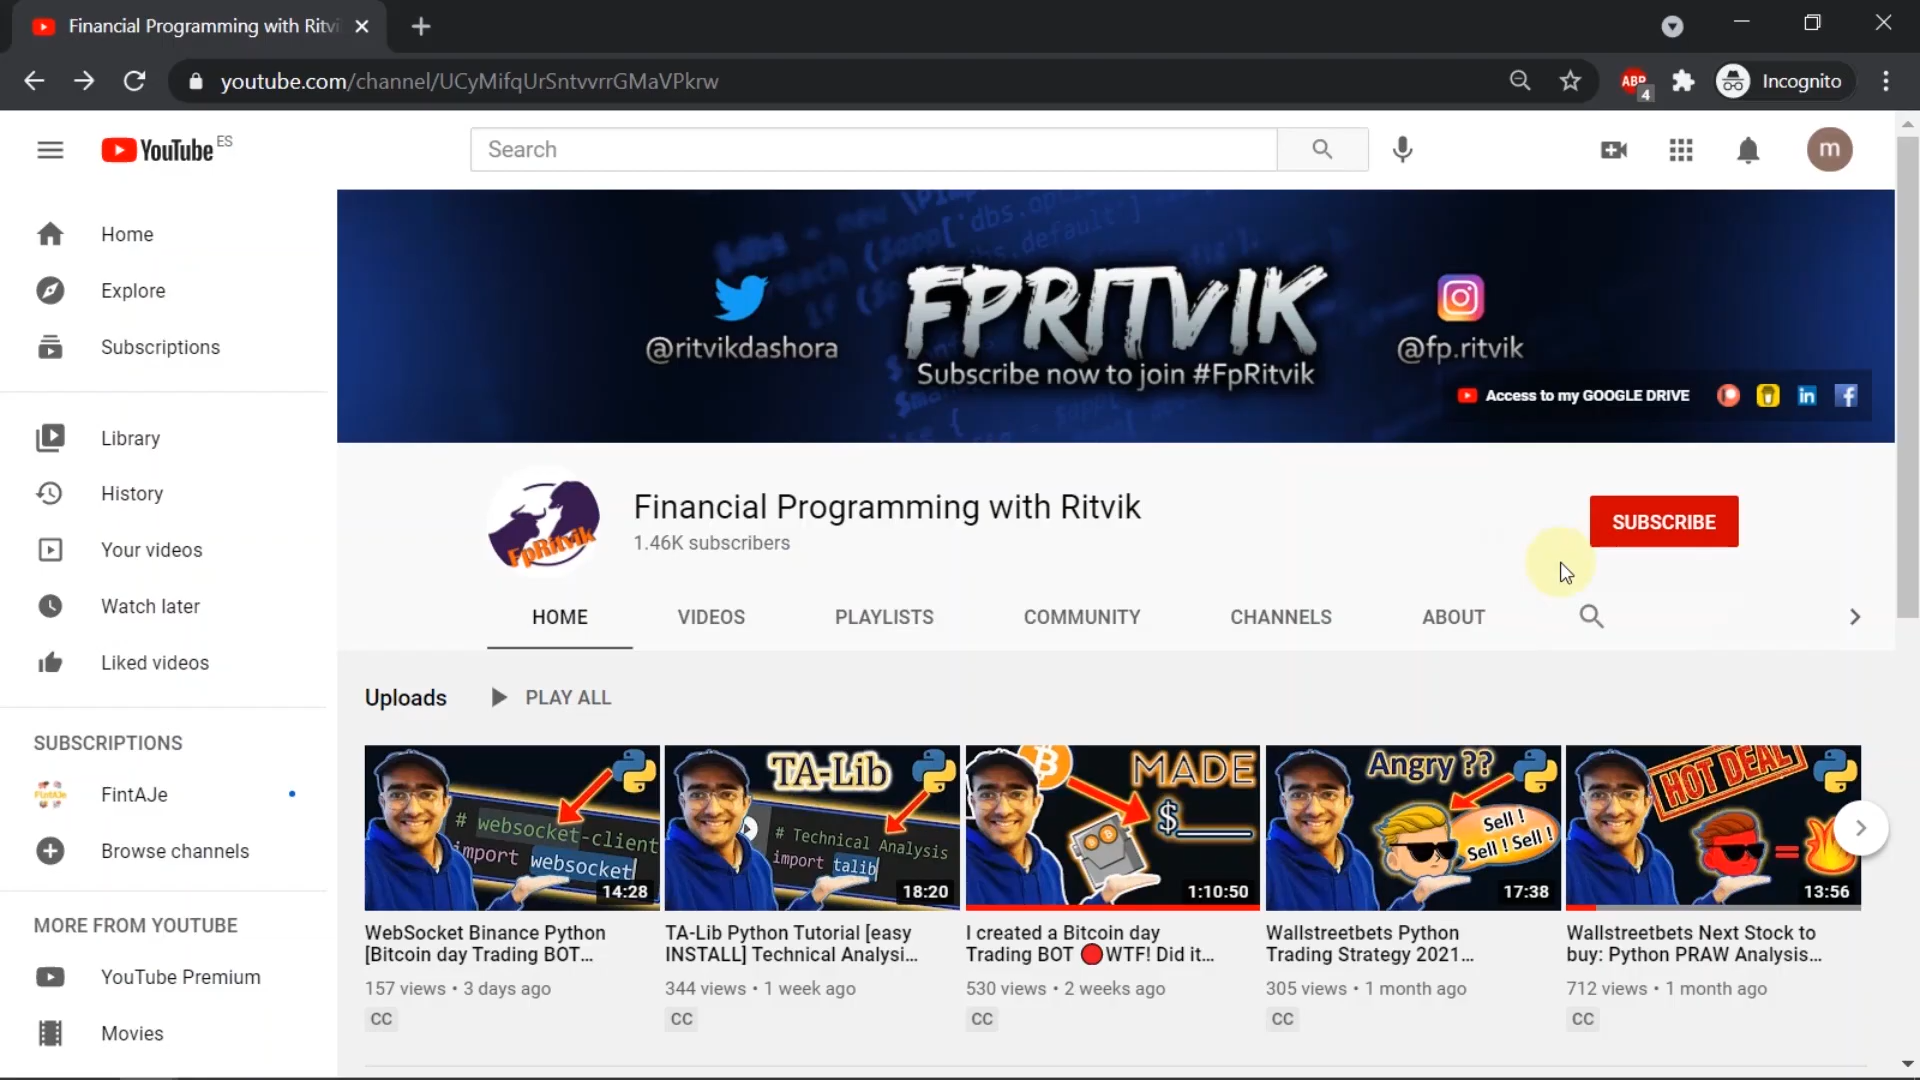 Financial Programming with Ritvi
youtube.com/channel/UCyMifqUrSntvvrrGMaVPkrw
ABP
4
Incognito
YouTube ES
Search
m
Home
Explore
Subscriptions
Library
History
Your videos
Watch later
Liked videos
SUBSCRIPTIONS
FintAJe
Browse channels
MORE FROM YOUTUBE
YouTube Premium
Movies
FPRITVIK
@ritvikdashora
@fp.ritvik
Subscribe now to join #FpRitvik
Access to my GOOGLE DRIVE
FpRitvik
Financial Programming with Ritvik
1.46K subscribers
SUBSCRIBE
HOME VIDEOS PLAYLISTS COMMUNITY CHANNELS ABOUT
Uploads PLAY ALL
# websocket-client
import websocket
14:28
WebSocket Binance Python
[Bitcoin day Trading BOT...
157 views • 3 days ago
CC
TA-Lib
# Technical Analysis
import talib
18:20
TA-Lib Python Tutorial [easy
INSTALL] Technical Analysi...
344 views • 1 week ago
CC
MADE
$
1:10:50
I created a Bitcoin day
Trading BOT 🔴WTF! Did it...
530 views • 2 weeks ago
CC
Angry ??
Sell !
Sell ! Sell !
17:38
Wallstreetbets Python
Trading Strategy 2021...
305 views • 1 month ago
CC
HOT DEAL
=
13:56
Wallstreetbets Next Stock to
buy: Python PRAW Analysis...
712 views • 1 month ago
CC